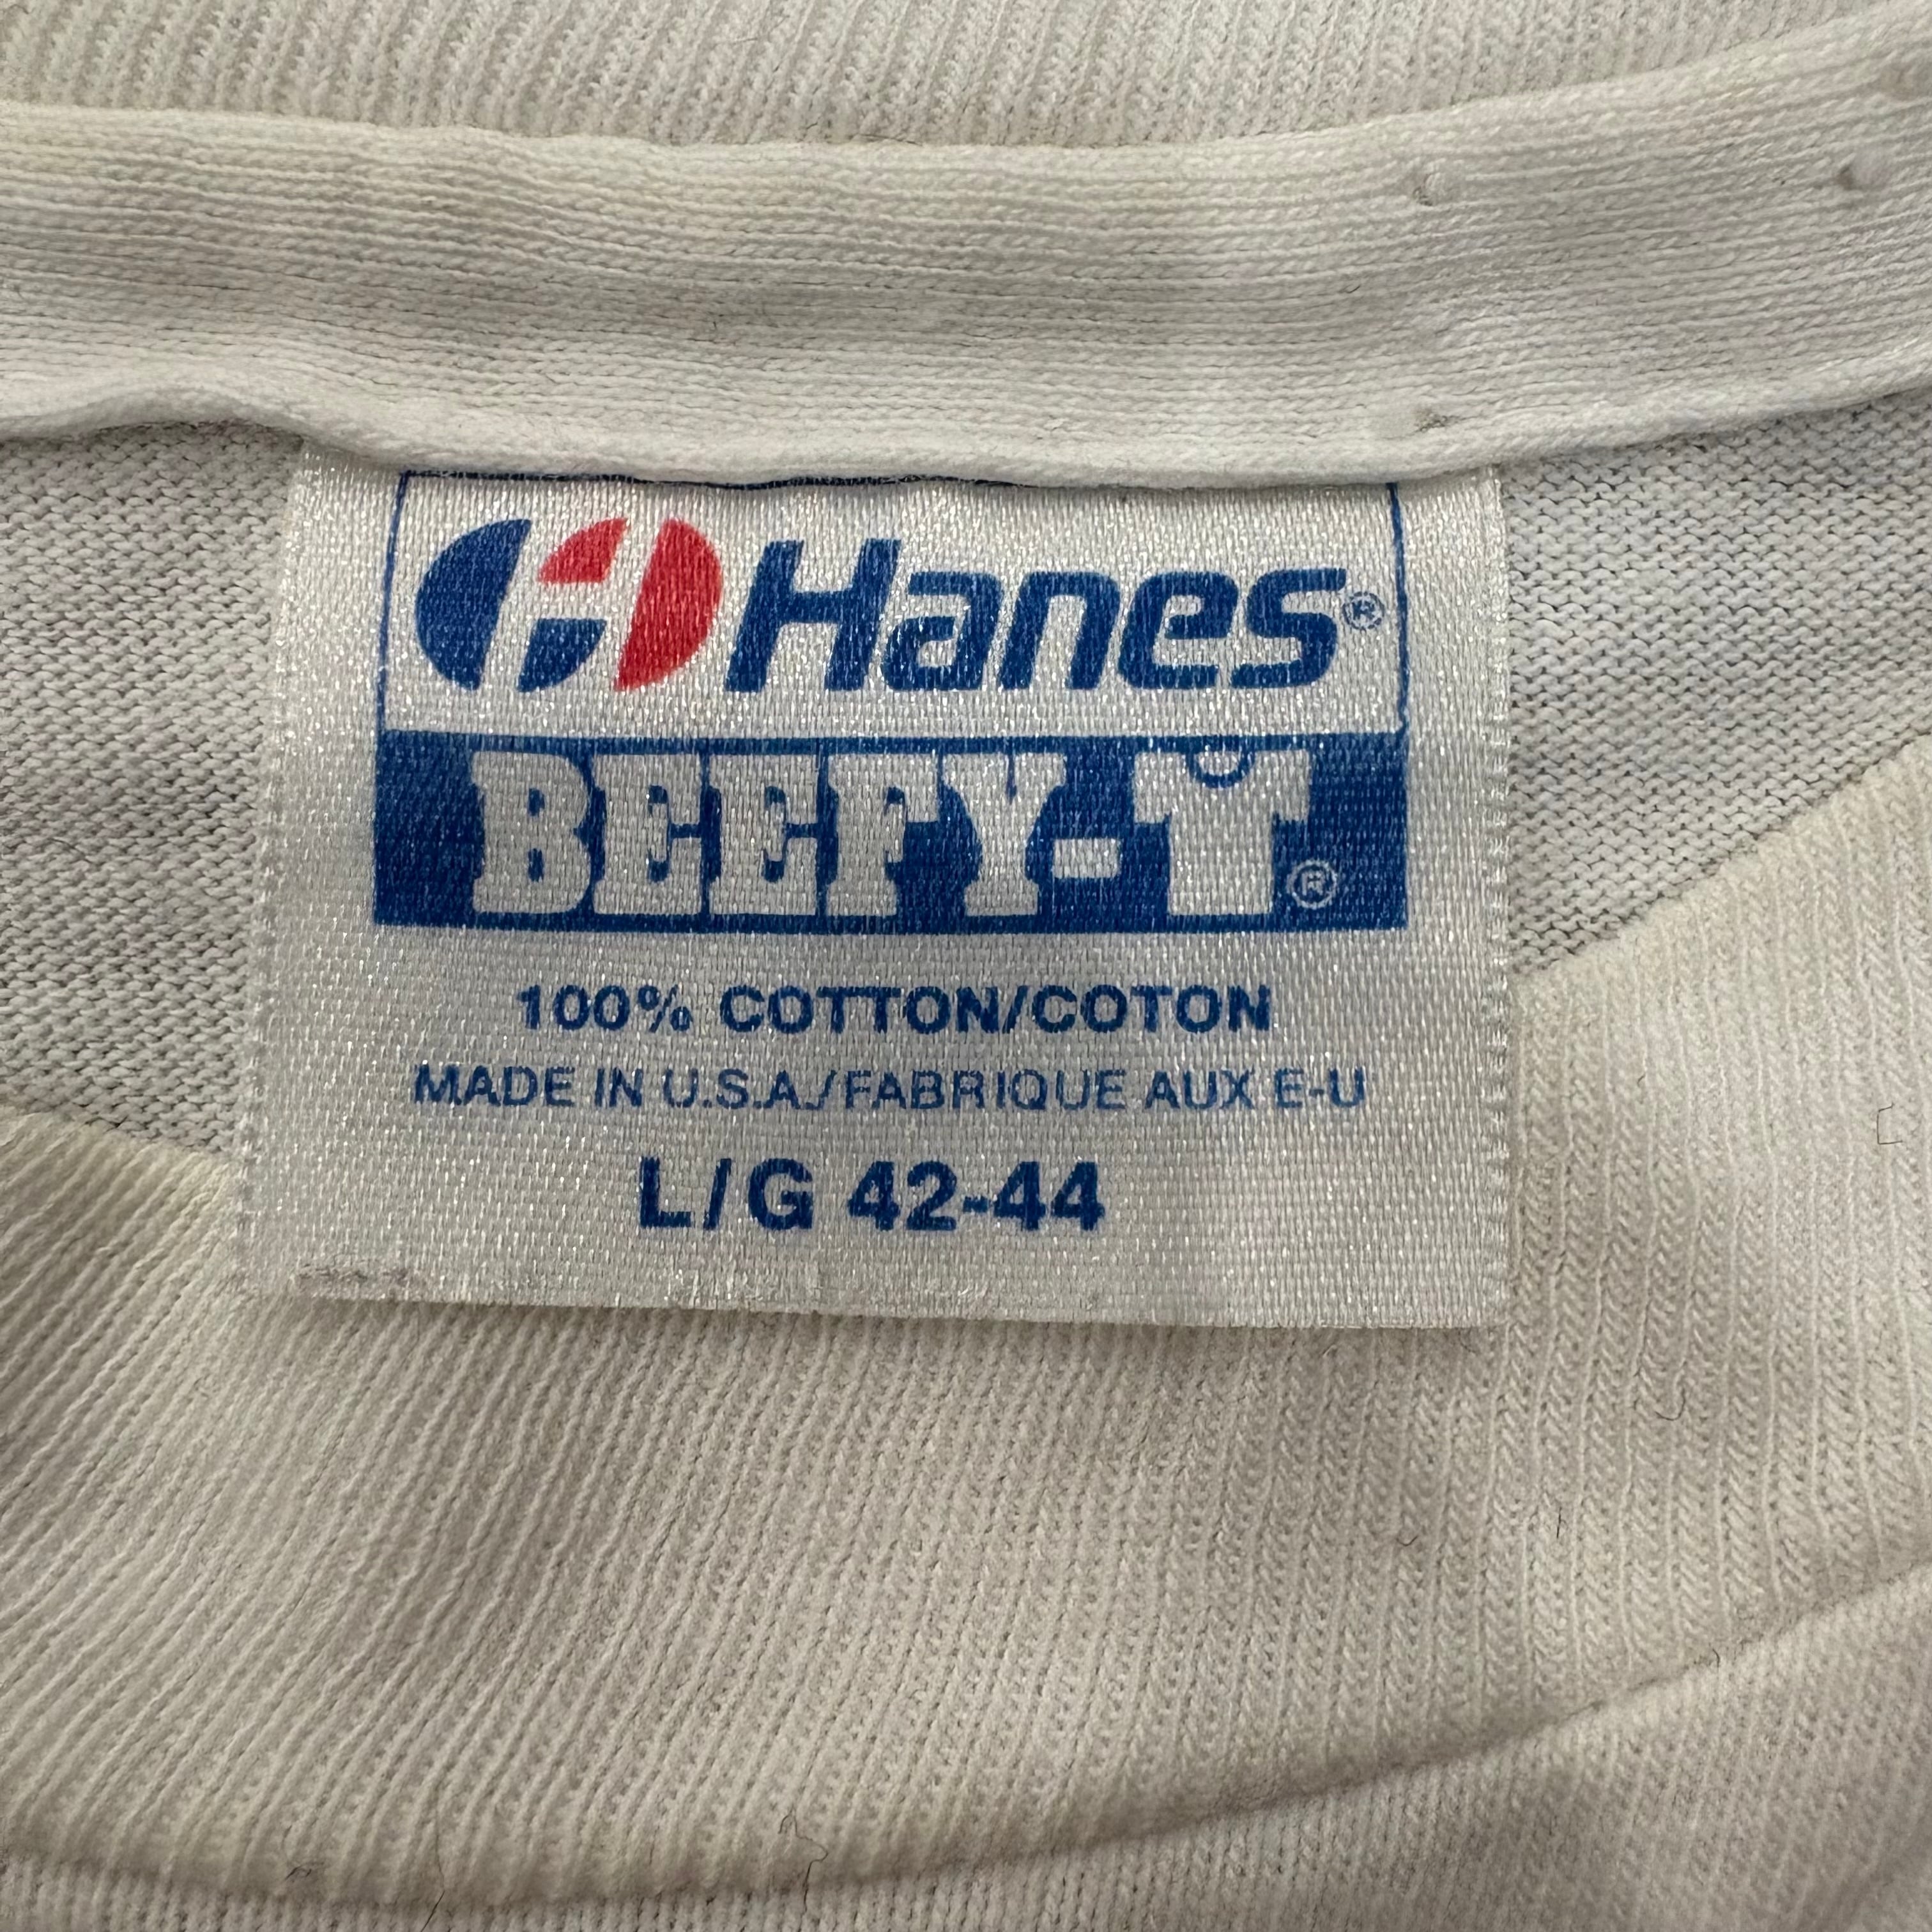 Hanes®
BEEFY-T®
100% COTTON/COTON
MADE IN U.S.A./FABRIQUE AUX E-U
L/G 42-44